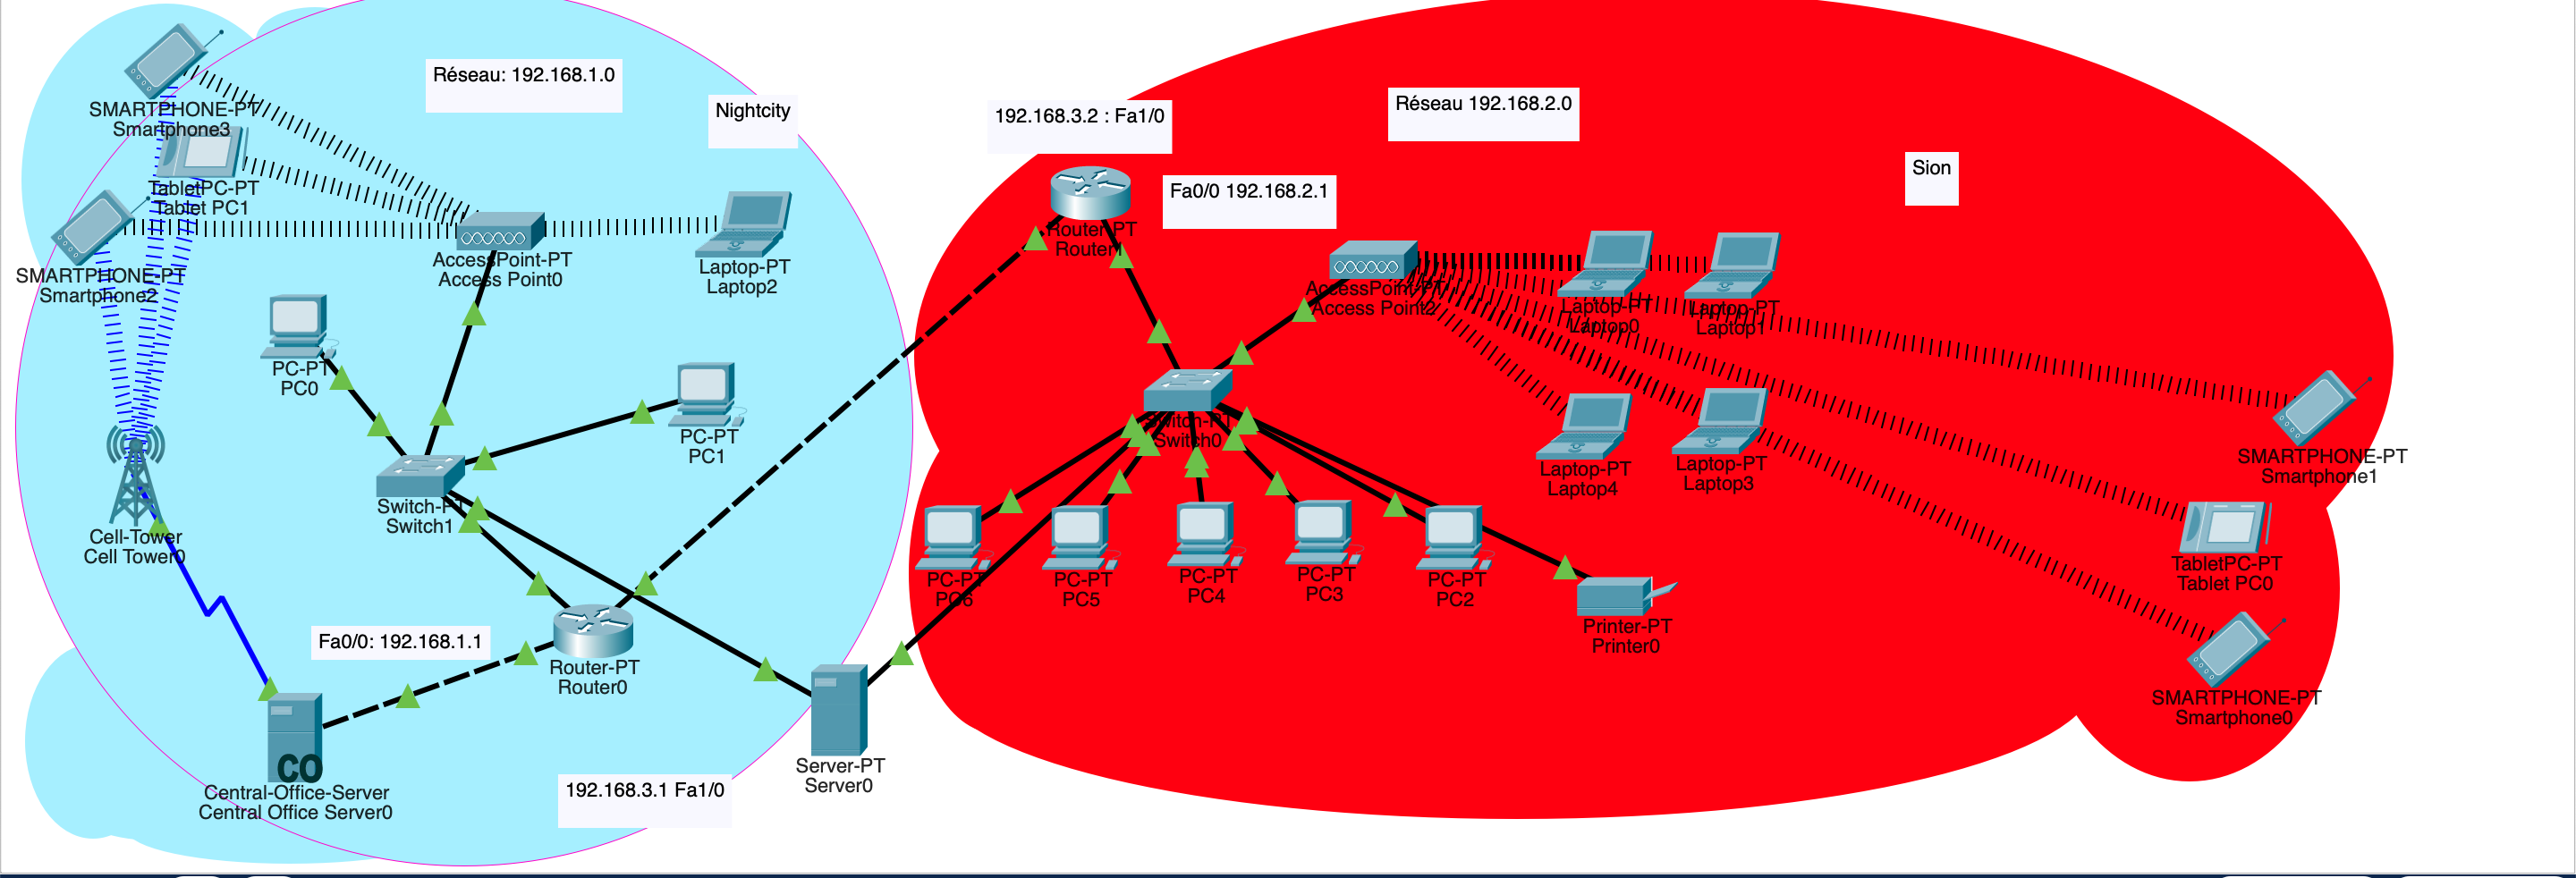 Réseau: 192.168.1.0
Nightcity
SMARTPHONE-PT
Smartphone3
TabletPC-PT
Tablet PC1
SMARTPHONE-PT
Smartphone2
AccessPoint-PT
Access Point0
Laptop-PT
Laptop2
PC-PT
PC0
PC-PT
PC1
Switch-PT
Switch1
Cell-Tower
Cell Tower0
Fa0/0: 192.168.1.1
Router-PT
Router0
CO
Central-Office-Server
Central Office Server0
192.168.3.1 Fa1/0
Server-PT
Server0
192.168.3.2 : Fa1/0
Réseau 192.168.2.0
Sion
Fa0/0 192.168.2.1
Router-PT
Router1
AccessPoint-PT
Access Point2
Laptop-PT
Laptop0
Laptop-PT
Laptop1
Switch-PT
Switch0
Laptop-PT
Laptop4
Laptop-PT
Laptop3
SMARTPHONE-PT
Smartphone1
PC-PT
PC6
PC-PT
PC5
PC-PT
PC4
PC-PT
PC3
PC-PT
PC2
TabletPC-PT
Tablet PC0
Printer-PT
Printer0
SMARTPHONE-PT
Smartphone0